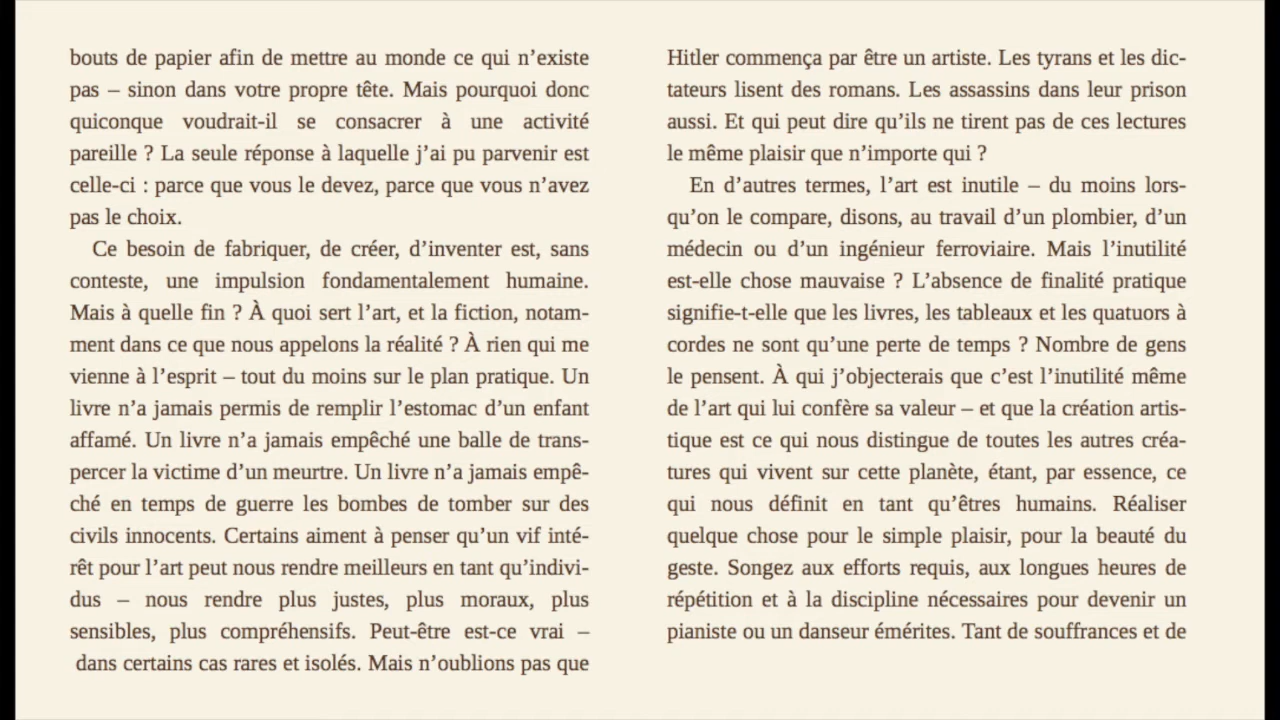 bouts de papier afin de mettre au monde ce qui n’existe
pas – sinon dans votre propre tête. Mais pourquoi donc
quiconque voudrait-il se consacrer à une activité
pareille ? La seule réponse à laquelle j’ai pu parvenir est
celle-ci : parce que vous le devez, parce que vous n’avez
pas le choix.
Ce besoin de fabriquer, de créer, d’inventer est, sans
conteste, une impulsion fondamentalement humaine.
Mais à quelle fin ? À quoi sert l’art, et la fiction, notam-
ment dans ce que nous appelons la réalité ? À rien qui me
vienne à l’esprit – tout du moins sur le plan pratique. Un
livre n’a jamais permis de remplir l’estomac d’un enfant
affamé. Un livre n’a jamais empêché une balle de trans-
percer la victime d’un meurtre. Un livre n’a jamais empê-
ché en temps de guerre les bombes de tomber sur des
civils innocents. Certains aiment à penser qu’un vif inté-
rêt pour l’art peut nous rendre meilleurs en tant qu’indivi-
dus – nous rendre plus justes, plus moraux, plus
sensibles, plus compréhensifs. Peut-être est-ce vrai –
dans certains cas rares et isolés. Mais n’oublions pas que
Hitler commença par être un artiste. Les tyrans et les dic-
tateurs lisent des romans. Les assassins dans leur prison
aussi. Et qui peut dire qu’ils ne tirent pas de ces lectures
le même plaisir que n’importe qui ?
En d’autres termes, l’art est inutile – du moins lors-
qu’on le compare, disons, au travail d’un plombier, d’un
médecin ou d’un ingénieur ferroviaire. Mais l’inutilité
est-elle chose mauvaise ? L’absence de finalité pratique
signifie-t-elle que les livres, les tableaux et les quatuors à
cordes ne sont qu’une perte de temps ? Nombre de gens
le pensent. À qui j’objecterais que c’est l’inutilité même
de l’art qui lui confère sa valeur – et que la création artis-
tique est ce qui nous distingue de toutes les autres créa-
tures qui vivent sur cette planète, étant, par essence, ce
qui nous définit en tant qu’êtres humains. Réaliser
quelque chose pour le simple plaisir, pour la beauté du
geste. Songez aux efforts requis, aux longues heures de
répétition et à la discipline nécessaires pour devenir un
pianiste ou un danseur émérites. Tant de souffrances et de